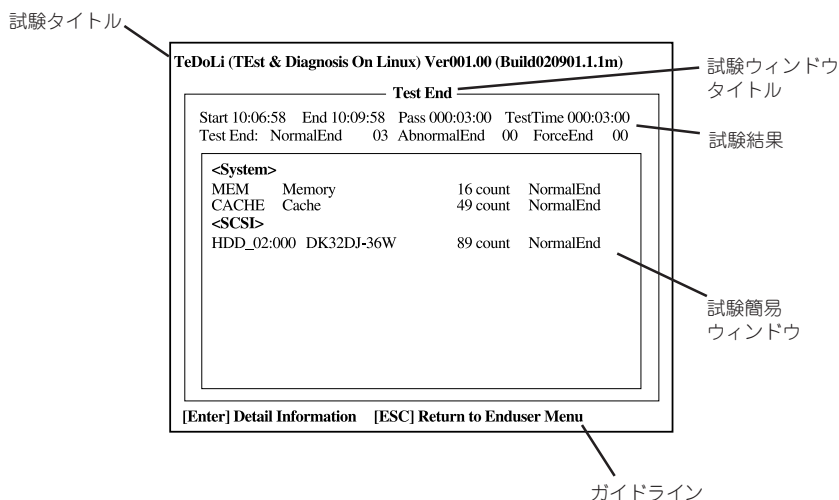 試験タイトル
TeDoLi (TEst & Diagnosis On Linux) Ver001.00 (Build020901.1.1m)
試験ウィンドウ
タイトル
Test End
Start 10:06:58 End 10:09:58 Pass 000:03:00 TestTime 000:03:00
Test End: NormalEnd 03 AbnormalEnd 00 ForceEnd 00
試験結果
<System>
MEM Memory 16 count NormalEnd
CACHE Cache 49 count NormalEnd
<SCSI>
HDD_02:000 DK32DJ-36W 89 count NormalEnd
試験簡易
ウィンドウ
[Enter] Detail Information [ESC] Return to Enduser Menu
ガイドライン